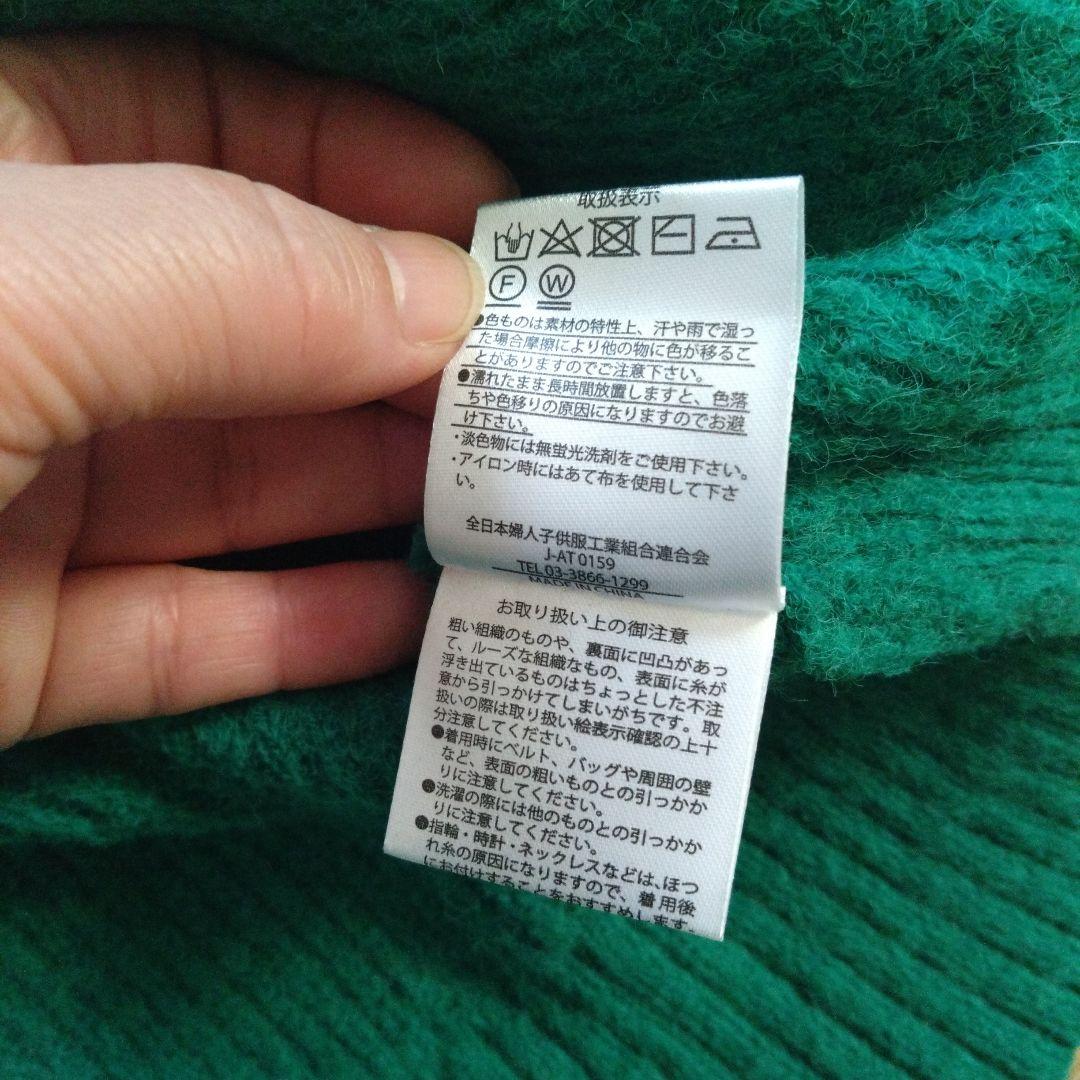 取扱表示
F W
●色ものは素材の特性上、汗や雨で湿っ
た場合摩擦により他の物に色が移るこ
とがありますのでご注意下さい。
●濡れたまま長時間放置しますと、色落
ちや色移りの原因になりますのでお避
け下さい。
・淡色物には無蛍光洗剤をご使用下さい。
・アイロン時にはあて布を使用して下さ
い。
全日本婦人子供服工業組合連合会
J-AT0159
TEL 03-3866-1299
MADE IN CHINA
お取り扱い上の御注意
粗い組織のものや、裏面に凹凸があっ
て、ルーズな組織なもの、表面に糸が
浮き出ているものはちょっとした不注
意から引っかけてしまいがちです。取
扱いの際は取り扱い絵表示確認の上十
分注意してください。
●着用時にベルト、バッグや周囲の壁
など、表面の粗いものとの引っかか
りに注意してください。
●洗濯の際には他のものとの引っかか
りに注意してください。
●指輪・時計・ネックレスなどは、ほつ
れ糸の原因になりますので、着用後
にお付けすることをおすすめします。